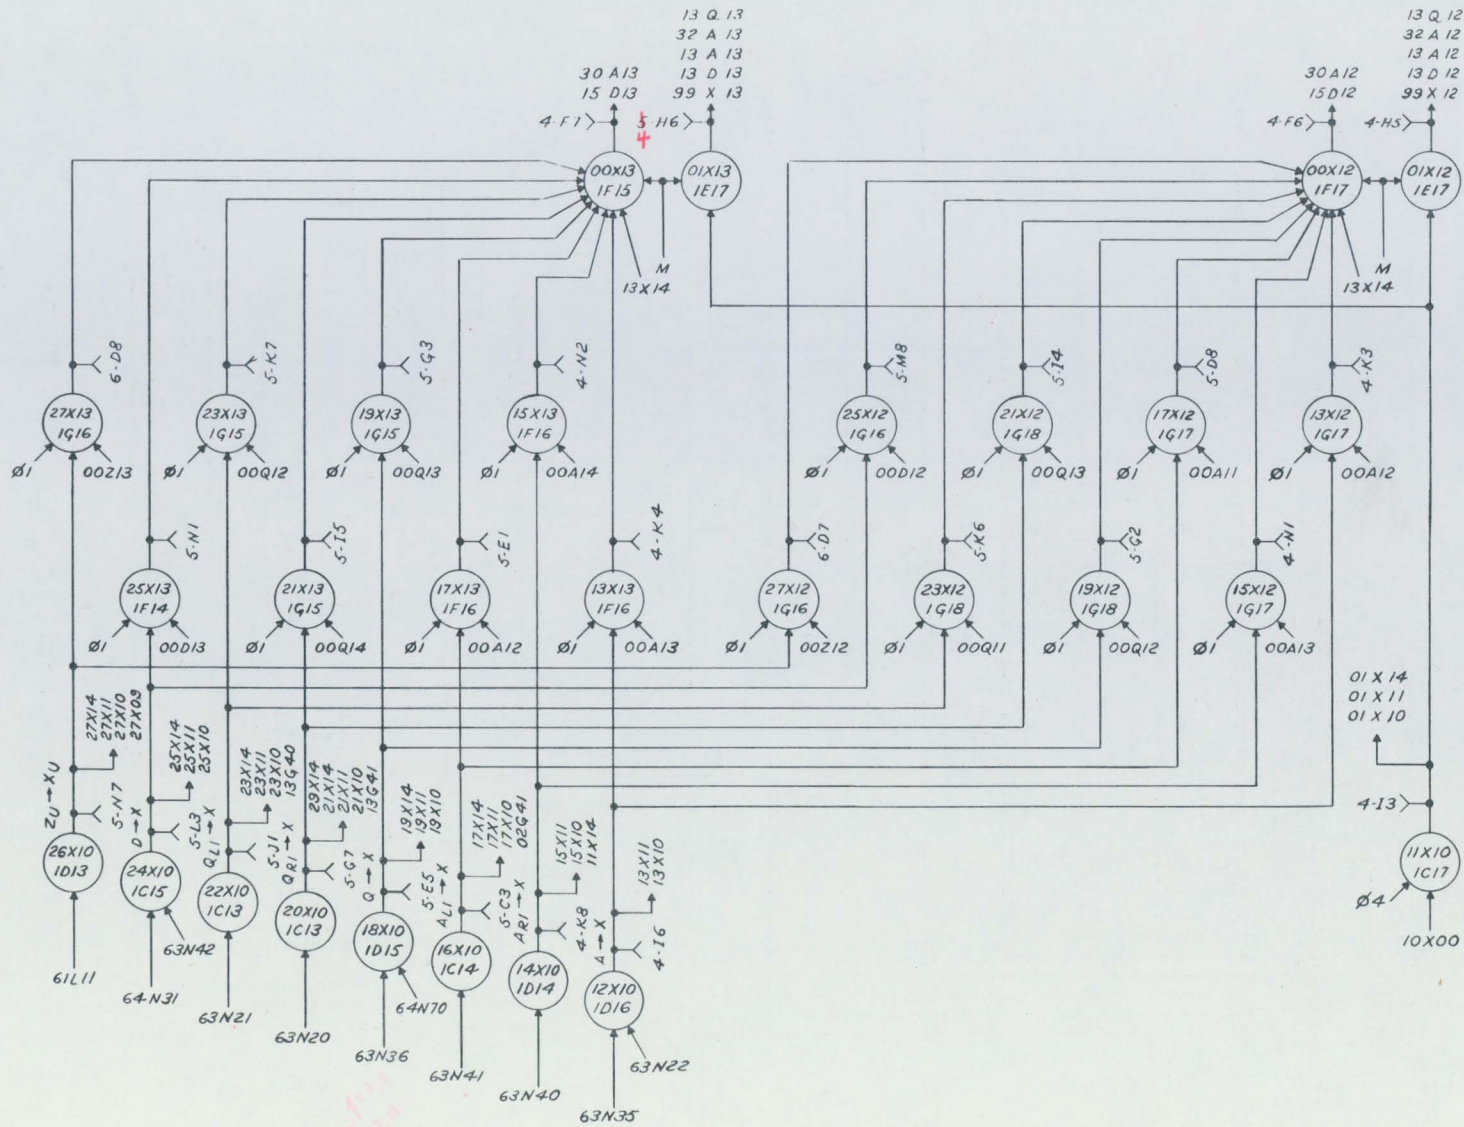 13 Q 13
32 A 13
13 A 13
13 D 13
99 X 13
30 A13
15 D13
4-F7
5-H6
4
00X13
1F15
01X13
1E17
M
13X14
13 Q 12
32 A 12
13 A 12
13 D 12
99 X 12
30 A12
15 D12
4-F6
4-H5
00X12
1F17
01X12
1E17
M
13X14
6-D8
5-K7
5-G3
4-N2
5-M8
5-I4
5-D8
4-K3
27X13
1G16
Ø1
00Z13
23X13
1G15
Ø1
00Q12
19X13
1G15
Ø1
00Q13
15X13
1F16
Ø1
00A14
25X12
1G16
Ø1
00D12
21X12
1G18
Ø1
00Q13
17X12
1G17
Ø1
00A11
13X12
1G17
Ø1
00A12
5-N1
5-I5
5-E1
4-K4
6-D7
5-K6
5-G2
4-N1
25X13
1F14
Ø1
00D13
21X13
1G15
Ø1
00Q14
17X13
1F16
Ø1
00A12
13X13
1F16
Ø1
00A13
27X12
1G16
Ø1
00Z12
23X12
1G18
Ø1
00Q11
19X12
1G18
Ø1
00Q12
15X12
1G17
Ø1
00A13
27X14
27X11
27X10
27X09
ZU→XU
5-N7
26X10
1D13
61L11
25X14
25X11
25X10
D→X
5-L3
24X10
1C15
63N42
64-N31
23X14
23X11
23X10
13G40
QL1→X
5-J1
22X10
1C13
63N21
29X14
21X14
21X11
21X10
13G41
QR1→X
5-G7
20X10
1C13
63N20
19X14
19X11
19X10
Q→X
5-E5
18X10
1D15
64N70
63N36
17X14
17X11
17X10
02G41
AL1→X
5-C3
16X10
1C14
63N41
15X11
15X10
11X14
AR1→X
4-K8
14X10
1D14
63N40
13X11
13X10
A→X
4-I6
12X10
1D16
63N22
63N35
01 X 14
01 X 11
01 X 10
4-I3
11X10
1C17
Ø4
10X00